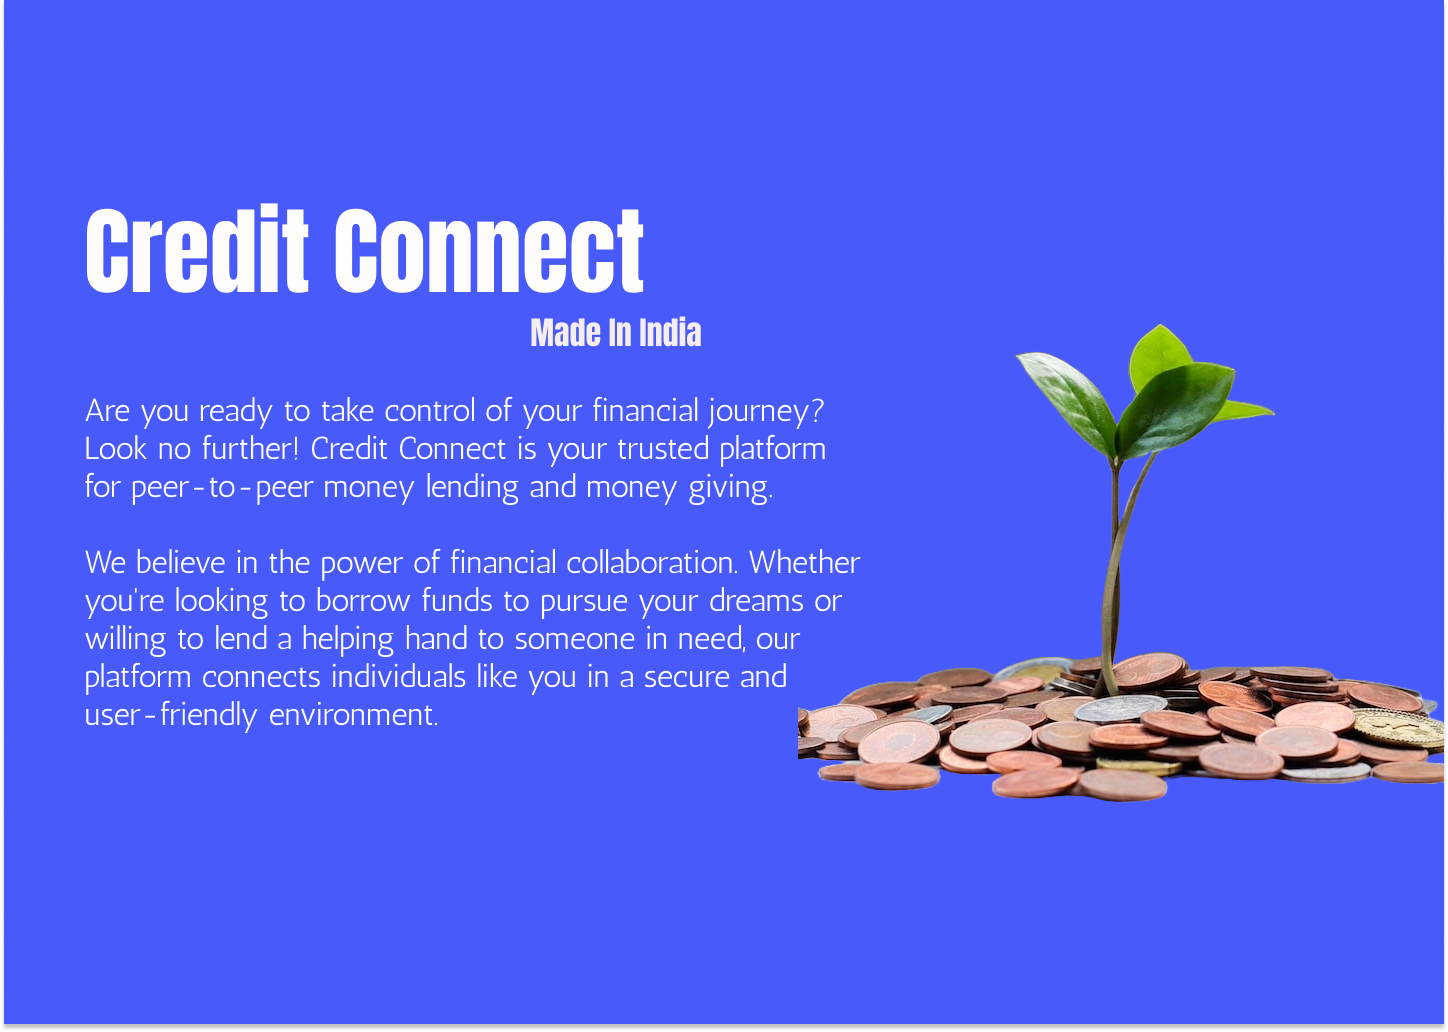 Credit Connect
Made In India
Are you ready to take control of your financial journey?
Look no further! Credit Connect is your trusted platform
for peer-to-peer money lending and money giving.
We believe in the power of financial collaboration. Whether
you're looking to borrow funds to pursue your dreams or
willing to lend a helping hand to someone in need, our
platform connects individuals like you in a secure and
user-friendly environment.